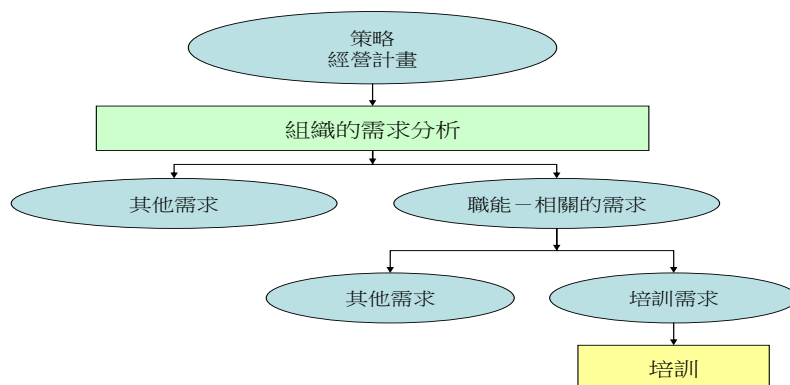 策略
經營計畫
組織的需求分析
其他需求
職能－相關的需求
其他需求
培訓需求
培訓